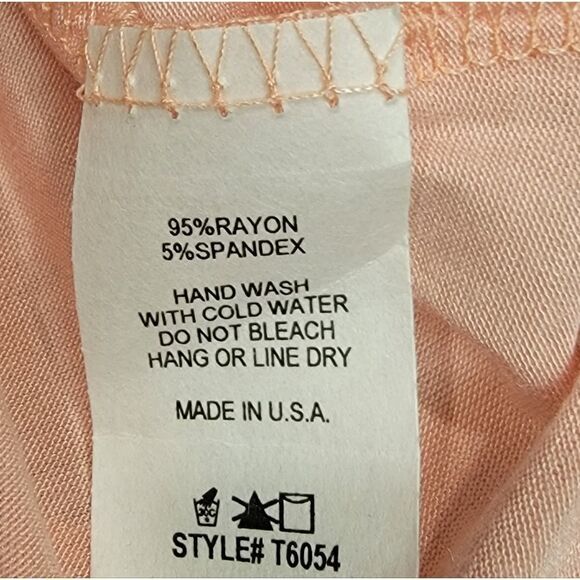 95%RAYON
5%SPANDEX
HAND WASH
WITH COLD WATER
DO NOT BLEACH
HANG OR LINE DRY
MADE IN U.S.A.
STYLE# T6054